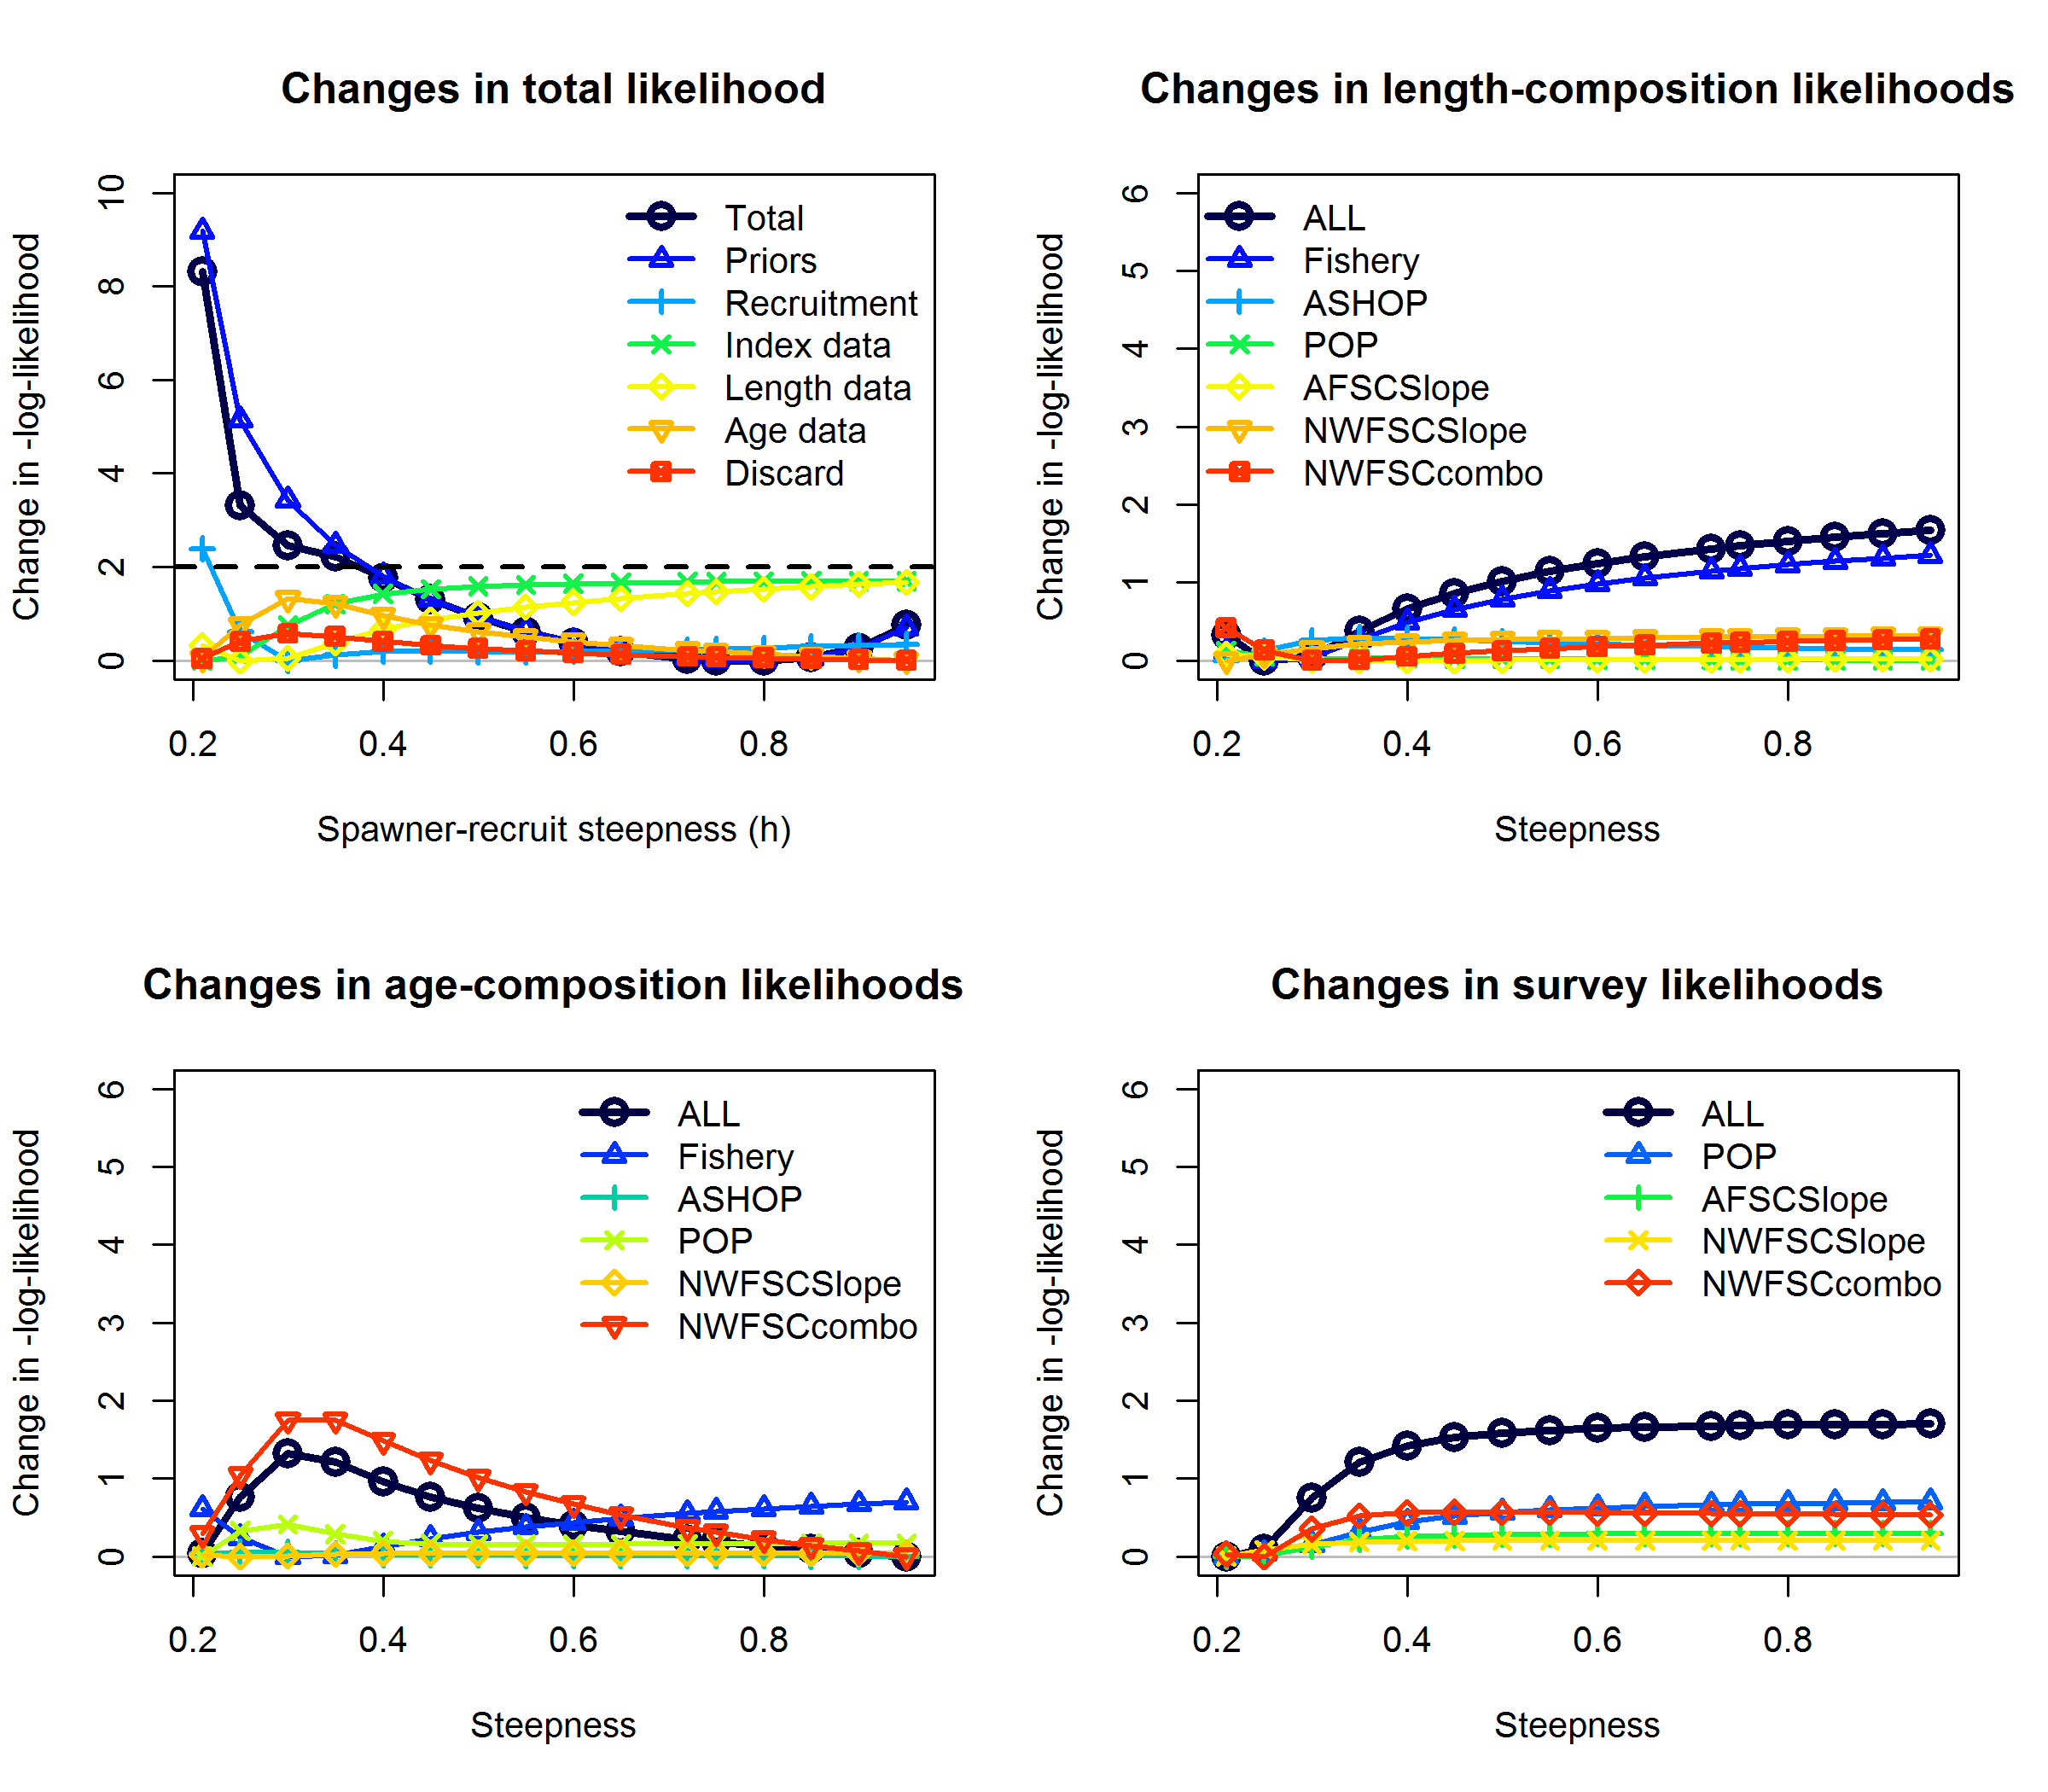 Changes in total likelihood
Change in -log-likelihood
10
8
6
4
2
0
Total
Priors
Recruitment
Index data
Length data
Age data
Discard
0.2 0.4 0.6 0.8
Spawner-recruit steepness (h)
Changes in length-composition likelihoods
Change in -log-likelihood
6
5
4
3
2
1
0
ALL
Fishery
ASHOP
POP
AFSCSlope
NWFSCSlope
NWFSCcombo
0.2 0.4 0.6 0.8
Steepness
Changes in age-composition likelihoods
Change in -log-likelihood
6
5
4
3
2
1
0
ALL
Fishery
ASHOP
POP
NWFSCSlope
NWFSCcombo
0.2 0.4 0.6 0.8
Steepness
Changes in survey likelihoods
Change in -log-likelihood
6
5
4
3
2
1
0
ALL
POP
AFSCSlope
NWFSCSlope
NWFSCcombo
0.2 0.4 0.6 0.8
Steepness